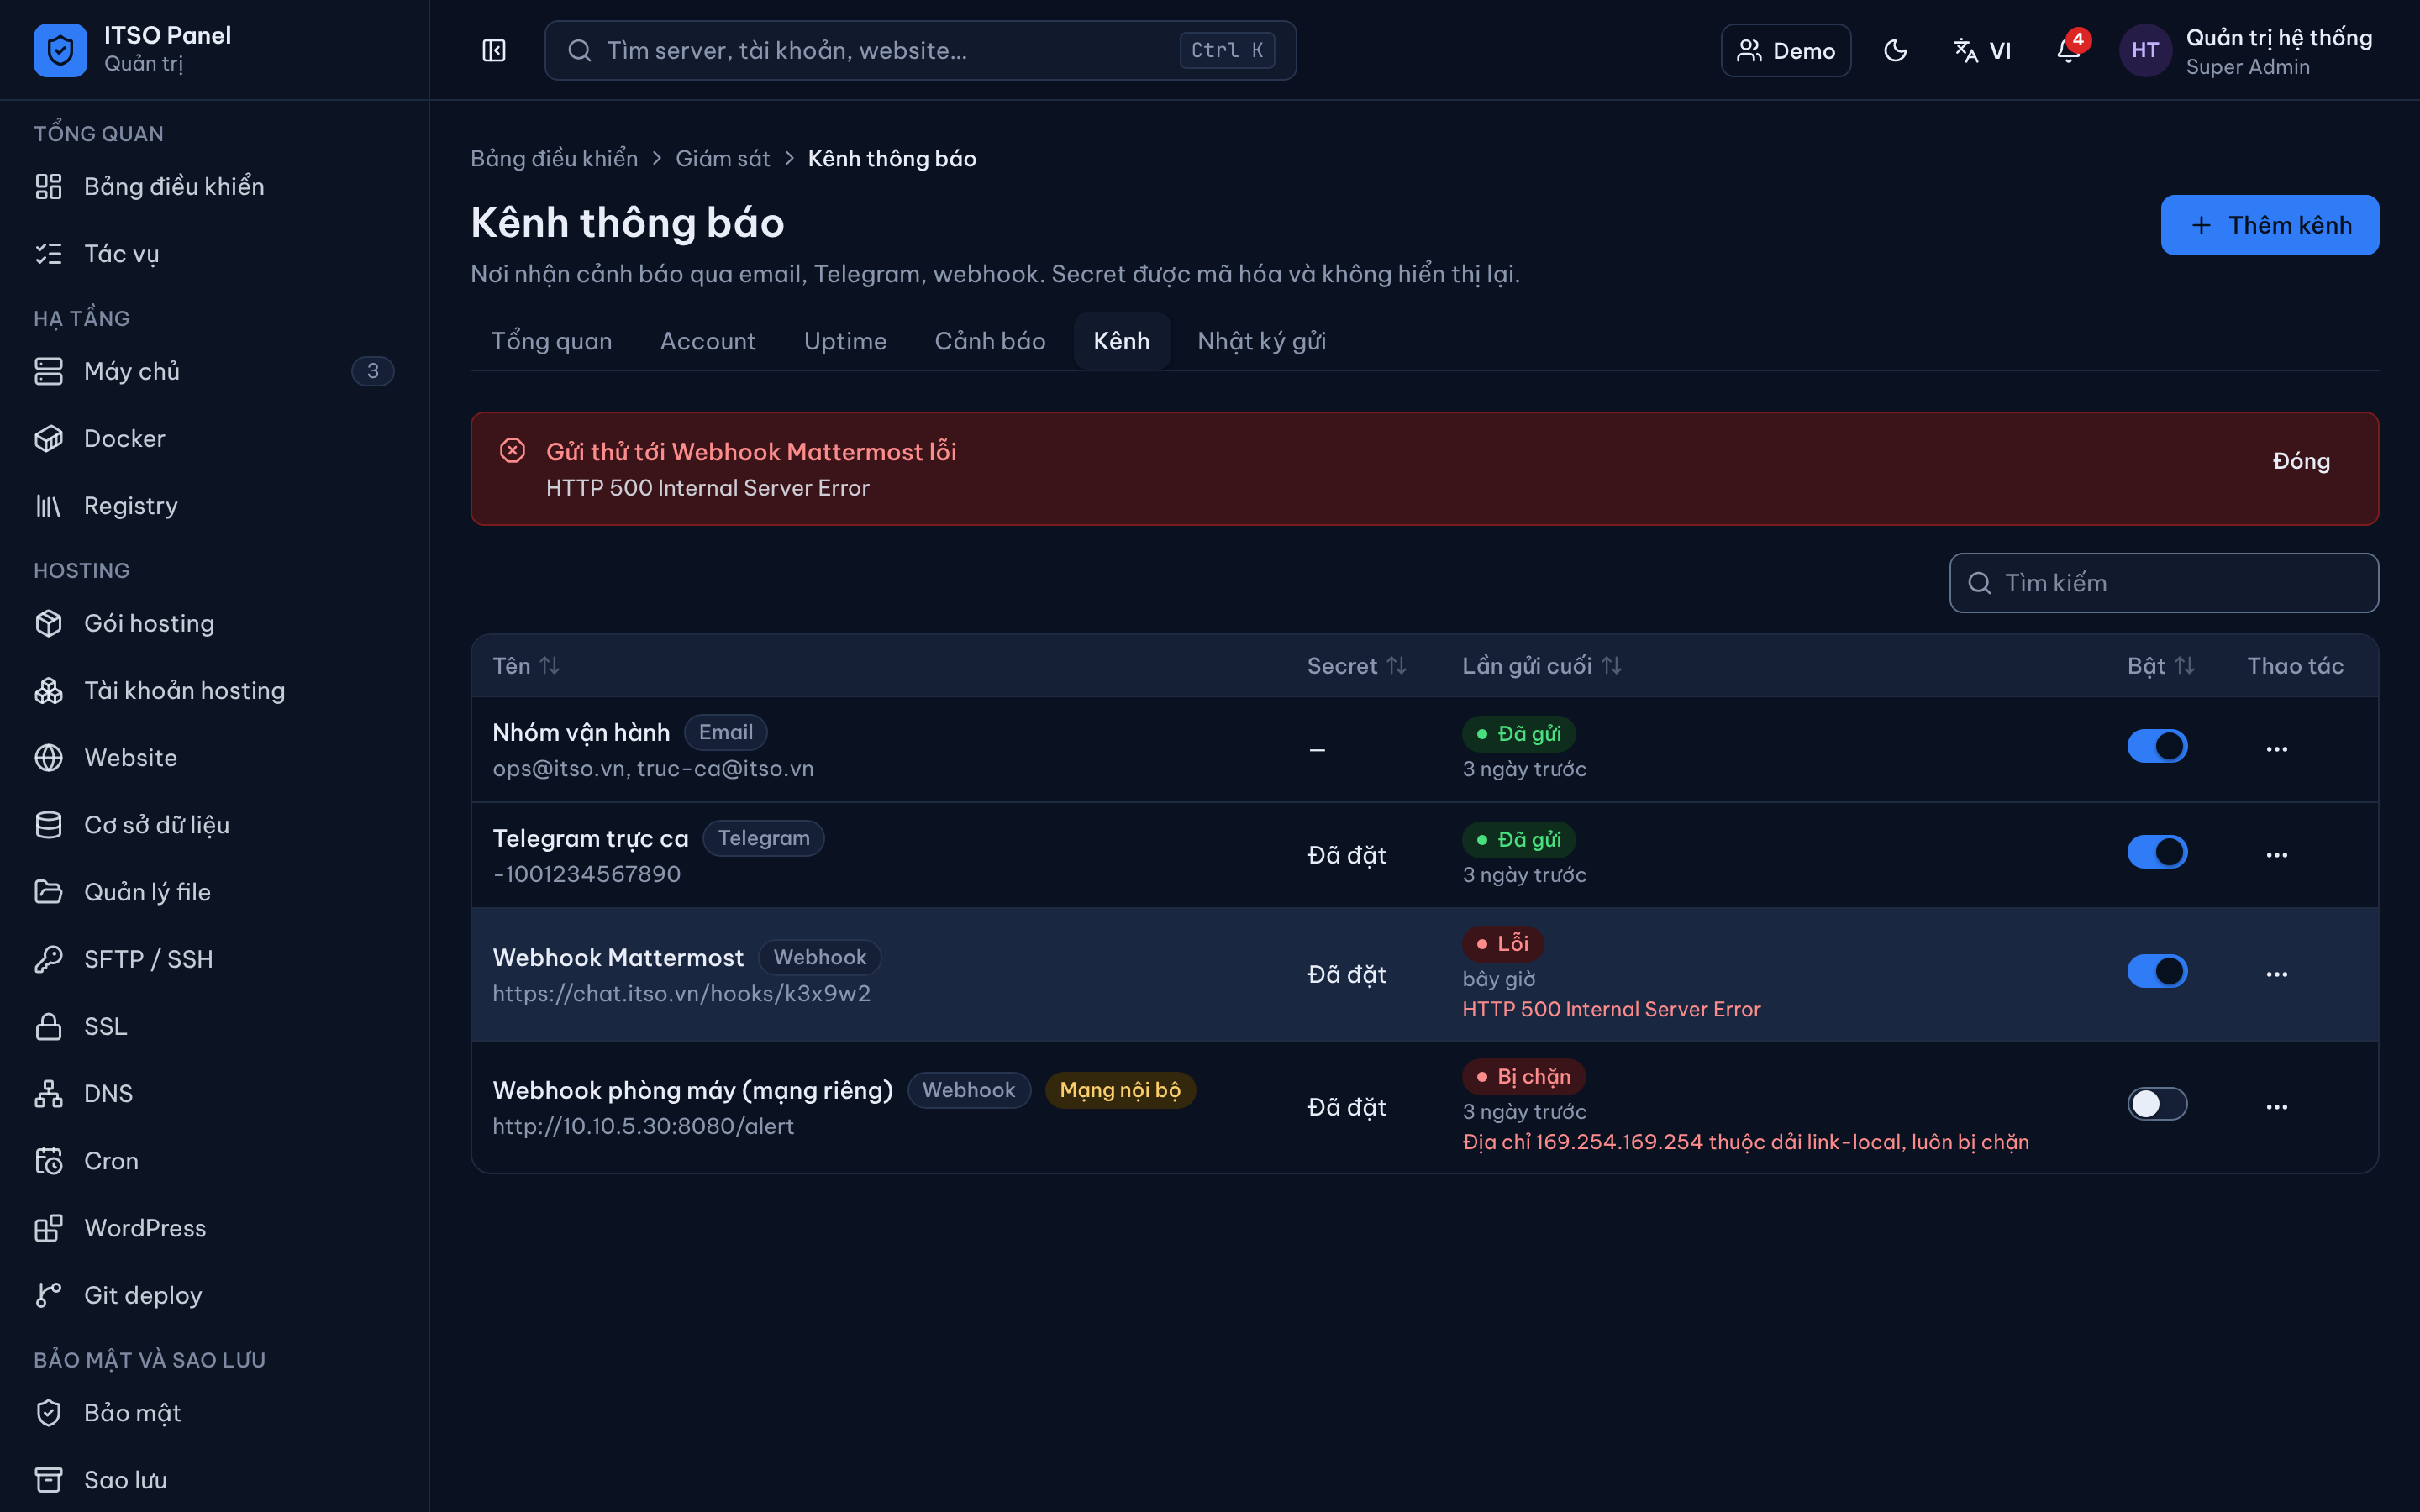 ITSO Panel
Quản trị
Tìm server, tài khoản, website...
Ctrl K
Demo
VI
4
HT
Quản trị hệ thống
Super Admin
TỔNG QUAN
Bảng điều khiển
Tác vụ
HẠ TẦNG
Máy chủ
3
Docker
Registry
HOSTING
Gói hosting
Tài khoản hosting
Website
Cơ sở dữ liệu
Quản lý file
SFTP / SSH
SSL
DNS
Cron
WordPress
Git deploy
BẢO MẬT VÀ SAO LƯU
Bảo mật
Sao lưu
Bảng điều khiển > Giám sát > Kênh thông báo
Kênh thông báo
Thêm kênh
Nơi nhận cảnh báo qua email, Telegram, webhook. Secret được mã hóa và không hiển thị lại.
Tổng quan Account Uptime Cảnh báo Kênh Nhật ký gửi
Gửi thử tới Webhook Mattermost lỗi
HTTP 500 Internal Server Error
Đóng
Tìm kiếm
Tên Secret Lần gửi cuối Bật Thao tác
Nhóm vận hành Email
ops@itso.vn, truc-ca@itso.vn
—
Đã gửi
3 ngày trước
Telegram trực ca Telegram
-1001234567890
Đã đặt
Đã gửi
3 ngày trước
Webhook Mattermost Webhook
https://chat.itso.vn/hooks/k3x9w2
Đã đặt
Lỗi
bây giờ
HTTP 500 Internal Server Error
Webhook phòng máy (mạng riêng) Webhook Mạng nội bộ
http://10.10.5.30:8080/alert
Đã đặt
Bị chặn
3 ngày trước
Địa chỉ 169.254.169.254 thuộc dải link-local, luôn bị chặn